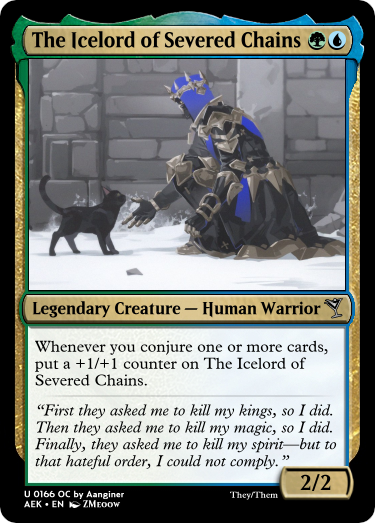 The Icelord of Severed Chains
Legendary Creature — Human Warrior
Whenever you conjure one or more cards,
put a +1/+1 counter on The Icelord of
Severed Chains.
“First they asked me to kill my kings, so I did.
Then they asked me to kill my magic, so I did.
Finally, they asked me to kill my spirit—but to
that hateful order, I could not comply.”
2/2
U 0166 OC by Aanginer
AEK • EN ZMEOOW
They/Them